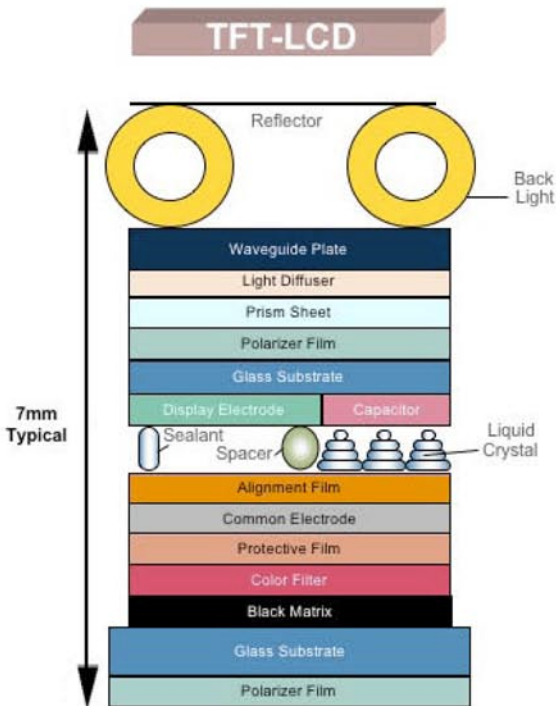 TFT-LCD
Reflector
Back
Light
Waveguide Plate
Light Diffuser
Prism Sheet
Polarizer Film
Glass Substrate
Display Electrode
Capacitor
7mm
Typical
Sealant
Spacer
Liquid
Crystal
Alignment Film
Common Electrode
Protective Film
Color Filter
Black Matrix
Glass Substrate
Polarizer Film